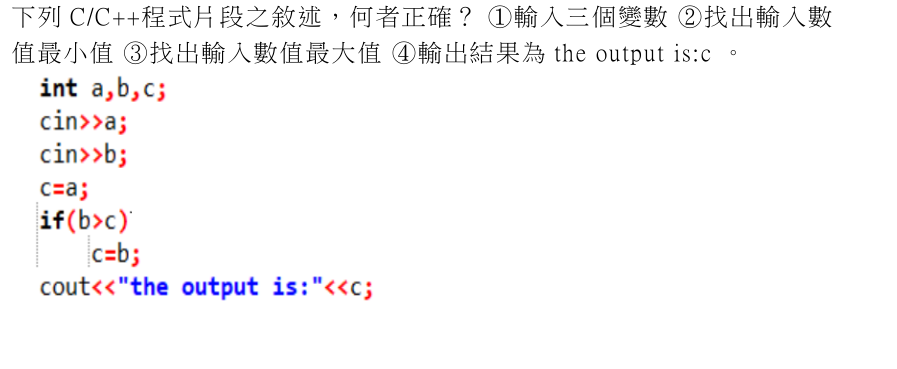 下列 C/C++程式片段之敘述，何者正確？ ①輸入三個變數 ②找出輸入數
值最小值 ③找出輸入數值最大值 ④輸出結果為 the output is:c 。
int a,b,c;
cin>>a;
cin>>b;
c=a;
if(b>c)
c=b;
cout<<"the output is:"<<c;